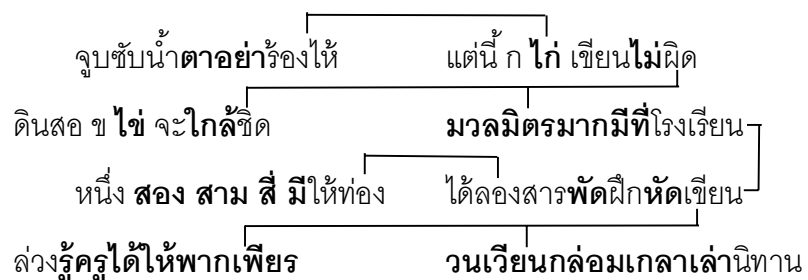 จูบซับน้ำตาอย่าร้องไห้ แต่นี้ ก ไก่ เขียนไม่ผิด
ดินสอ ข ไข่ จะใกล้ชิด มวลมิตรมากมีที่โรงเรียน
หนึ่ง สอง สาม สี่ มีให้ท่อง ได้ลองสารพัดฝึกหัดเขียน
ล่วงรู้ครูได้ให้พากเพียร วนเวียนกล่อมเกลาเล่านิทาน